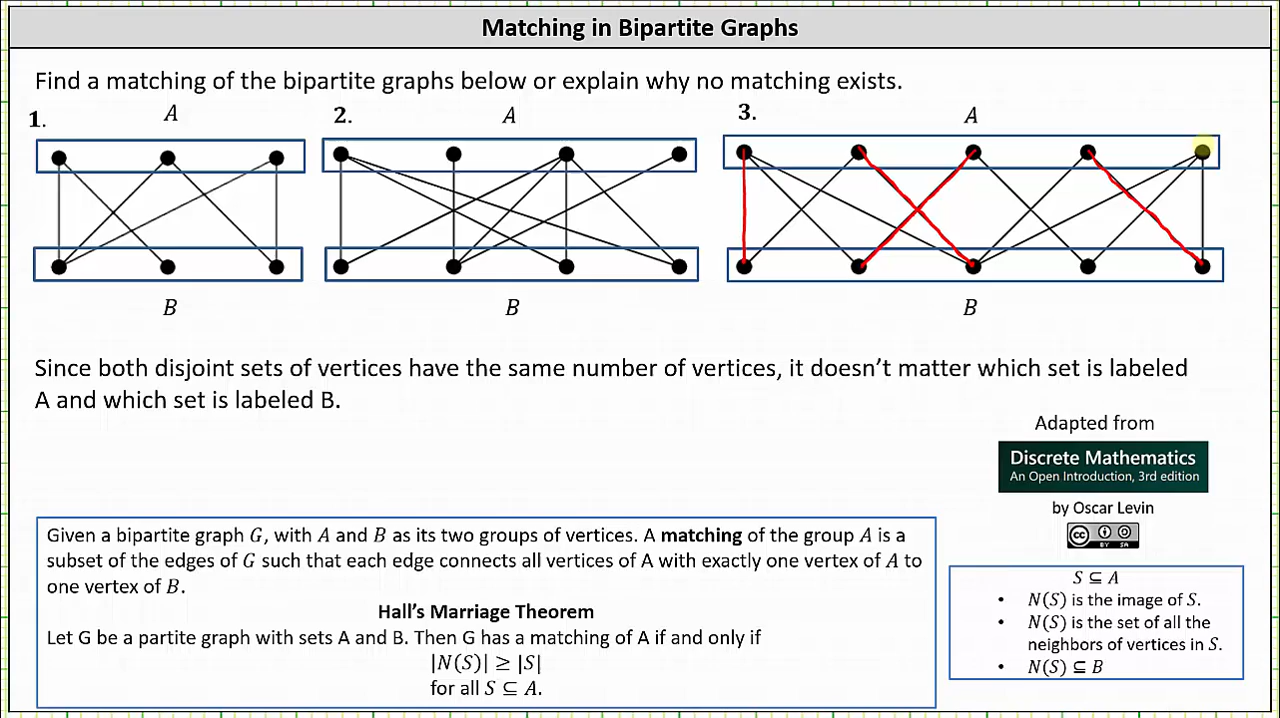 Matching in Bipartite Graphs
Find a matching of the bipartite graphs below or explain why no matching exists.
1. A
2. A
3. A
B
B
B
Since both disjoint sets of vertices have the same number of vertices, it doesn’t matter which set is labeled
A and which set is labeled B.
Adapted from
Discrete Mathematics
An Open Introduction, 3rd edition
by Oscar Levin
cc
BY SA
Given a bipartite graph G, with A and B as its two groups of vertices. A matching of the group A is a
subset of the edges of G such that each edge connects all vertices of A with exactly one vertex of A to
one vertex of B.
Hall’s Marriage Theorem
Let G be a partite graph with sets A and B. Then G has a matching of A if and only if
|N(S)| ≥ |S|
for all S ⊆ A.
S ⊆ A
• N(S) is the image of S.
• N(S) is the set of all the
neighbors of vertices in S.
• N(S) ⊆ B